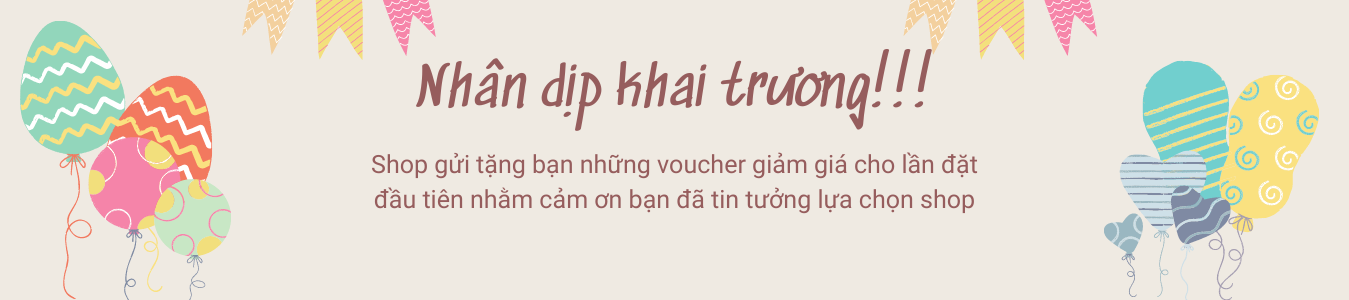 Nhân dịp khai trương!!!
Shop gửi tặng bạn những voucher giảm giá cho lần đặt
đầu tiên nhằm cảm ơn bạn đã tin tưởng lựa chọn shop